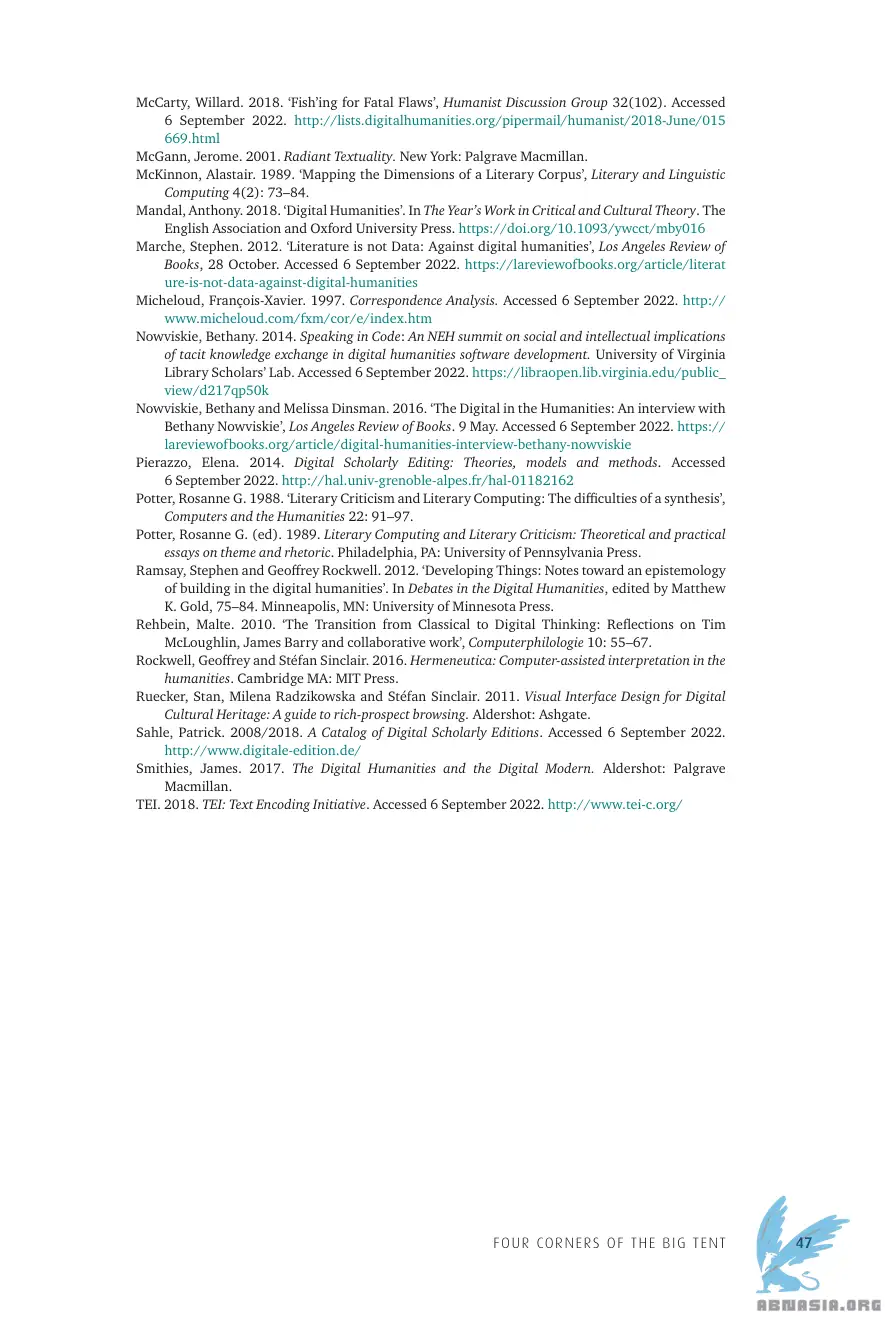 McCarty, Willard. 2018. ‘Fish’ing for Fatal Flaws’, Humanist Discussion Group 32(102). Accessed
6 September 2022. http://lists.digitalhumanities.org/pipermail/humanist/2018-June/015
669.html
McGann, Jerome. 2001. Radiant Textuality. New York: Palgrave Macmillan.
McKinnon, Alastair. 1989. ‘Mapping the Dimensions of a Literary Corpus’, Literary and Linguistic
Computing 4(2): 73–84.
Mandal, Anthony. 2018. ‘Digital Humanities’. In The Year’s Work in Critical and Cultural Theory. The
English Association and Oxford University Press. https://doi.org/10.1093/ywcct/mby016
Marche, Stephen. 2012. ‘Literature is not Data: Against digital humanities’, Los Angeles Review of
Books, 28 October. Accessed 6 September 2022. https://lareviewofbooks.org/article/literat
ure-is-not-data-against-digital-humanities
Micheloud, François-Xavier. 1997. Correspondence Analysis. Accessed 6 September 2022. http://
www.micheloud.com/fxm/cor/e/index.htm
Nowviskie, Bethany. 2014. Speaking in Code: An NEH summit on social and intellectual implications
of tacit knowledge exchange in digital humanities software development. University of Virginia
Library Scholars’ Lab. Accessed 6 September 2022. https://libraopen.lib.virginia.edu/public_
view/d217qp50k
Nowviskie, Bethany and Melissa Dinsman. 2016. ‘The Digital in the Humanities: An interview with
Bethany Nowviskie’, Los Angeles Review of Books. 9 May. Accessed 6 September 2022. https://
lareviewofbooks.org/article/digital-humanities-interview-bethany-nowviskie
Pierazzo, Elena. 2014. Digital Scholarly Editing: Theories, models and methods. Accessed
6 September 2022. http://hal.univ-grenoble-alpes.fr/hal-01182162
Potter, Rosanne G. 1988. ‘Literary Criticism and Literary Computing: The difficulties of a synthesis’,
Computers and the Humanities 22: 91–97.
Potter, Rosanne G. (ed). 1989. Literary Computing and Literary Criticism: Theoretical and practical
essays on theme and rhetoric. Philadelphia, PA: University of Pennsylvania Press.
Ramsay, Stephen and Geoffrey Rockwell. 2012. ‘Developing Things: Notes toward an epistemology
of building in the digital humanities’. In Debates in the Digital Humanities, edited by Matthew
K. Gold, 75–84. Minneapolis, MN: University of Minnesota Press.
Rehbein, Malte. 2010. ‘The Transition from Classical to Digital Thinking: Reflections on Tim
McLoughlin, James Barry and collaborative work’, Computerphilologie 10: 55–67.
Rockwell, Geoffrey and Stéfan Sinclair. 2016. Hermeneutica: Computer-assisted interpretation in the
humanities. Cambridge MA: MIT Press.
Ruecker, Stan, Milena Radzikowska and Stéfan Sinclair. 2011. Visual Interface Design for Digital
Cultural Heritage: A guide to rich-prospect browsing. Aldershot: Ashgate.
Sahle, Patrick. 2008/2018. A Catalog of Digital Scholarly Editions. Accessed 6 September 2022.
http://www.digitale-edition.de/
Smithies, James. 2017. The Digital Humanities and the Digital Modern. Aldershot: Palgrave
Macmillan.
TEI. 2018. TEI: Text Encoding Initiative. Accessed 6 September 2022. http://www.tei-c.org/
FOUR CORNERS OF THE BIG TENT 47
ABNASIA.ORG